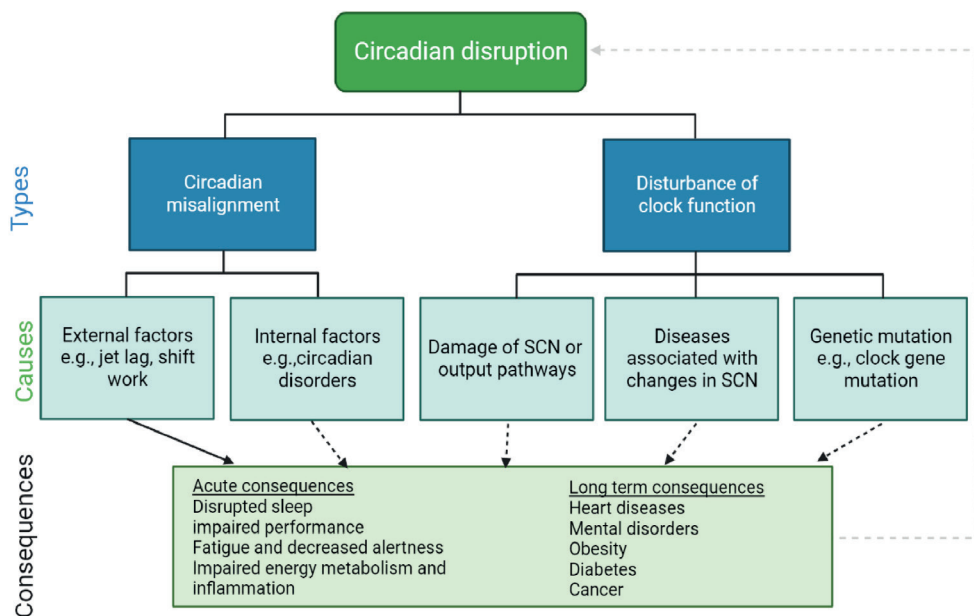 Circadian disruption
Types
Circadian
misalignment
Disturbance of
clock function
Causes
External factors
e.g., jet lag, shift
work
Internal factors
e.g.,circadian
disorders
Damage of SCN or
output pathways
Diseases
associated with
changes in SCN
Genetic mutation
e.g., clock gene
mutation
Consequences
Acute consequences
Disrupted sleep
impaired performance
Fatigue and decreased alertness
Impaired energy metabolism and
inflammation
Long term consequences
Heart diseases
Mental disorders
Obesity
Diabetes
Cancer